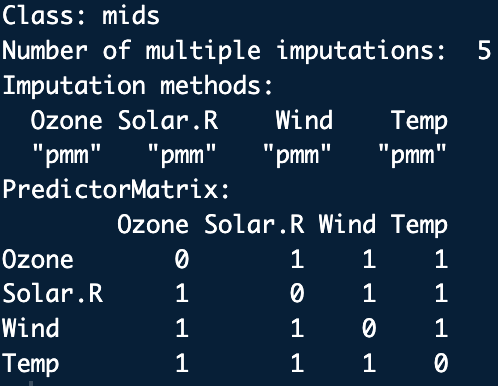 Class: mids
Number of multiple imputations:  5
Imputation methods:
  Ozone Solar.R    Wind    Temp
  "pmm"   "pmm"   "pmm"   "pmm"
PredictorMatrix:
        Ozone Solar.R Wind Temp
Ozone       0       1    1    1
Solar.R     1       0    1    1
Wind        1       1    0    1
Temp        1       1    1    0